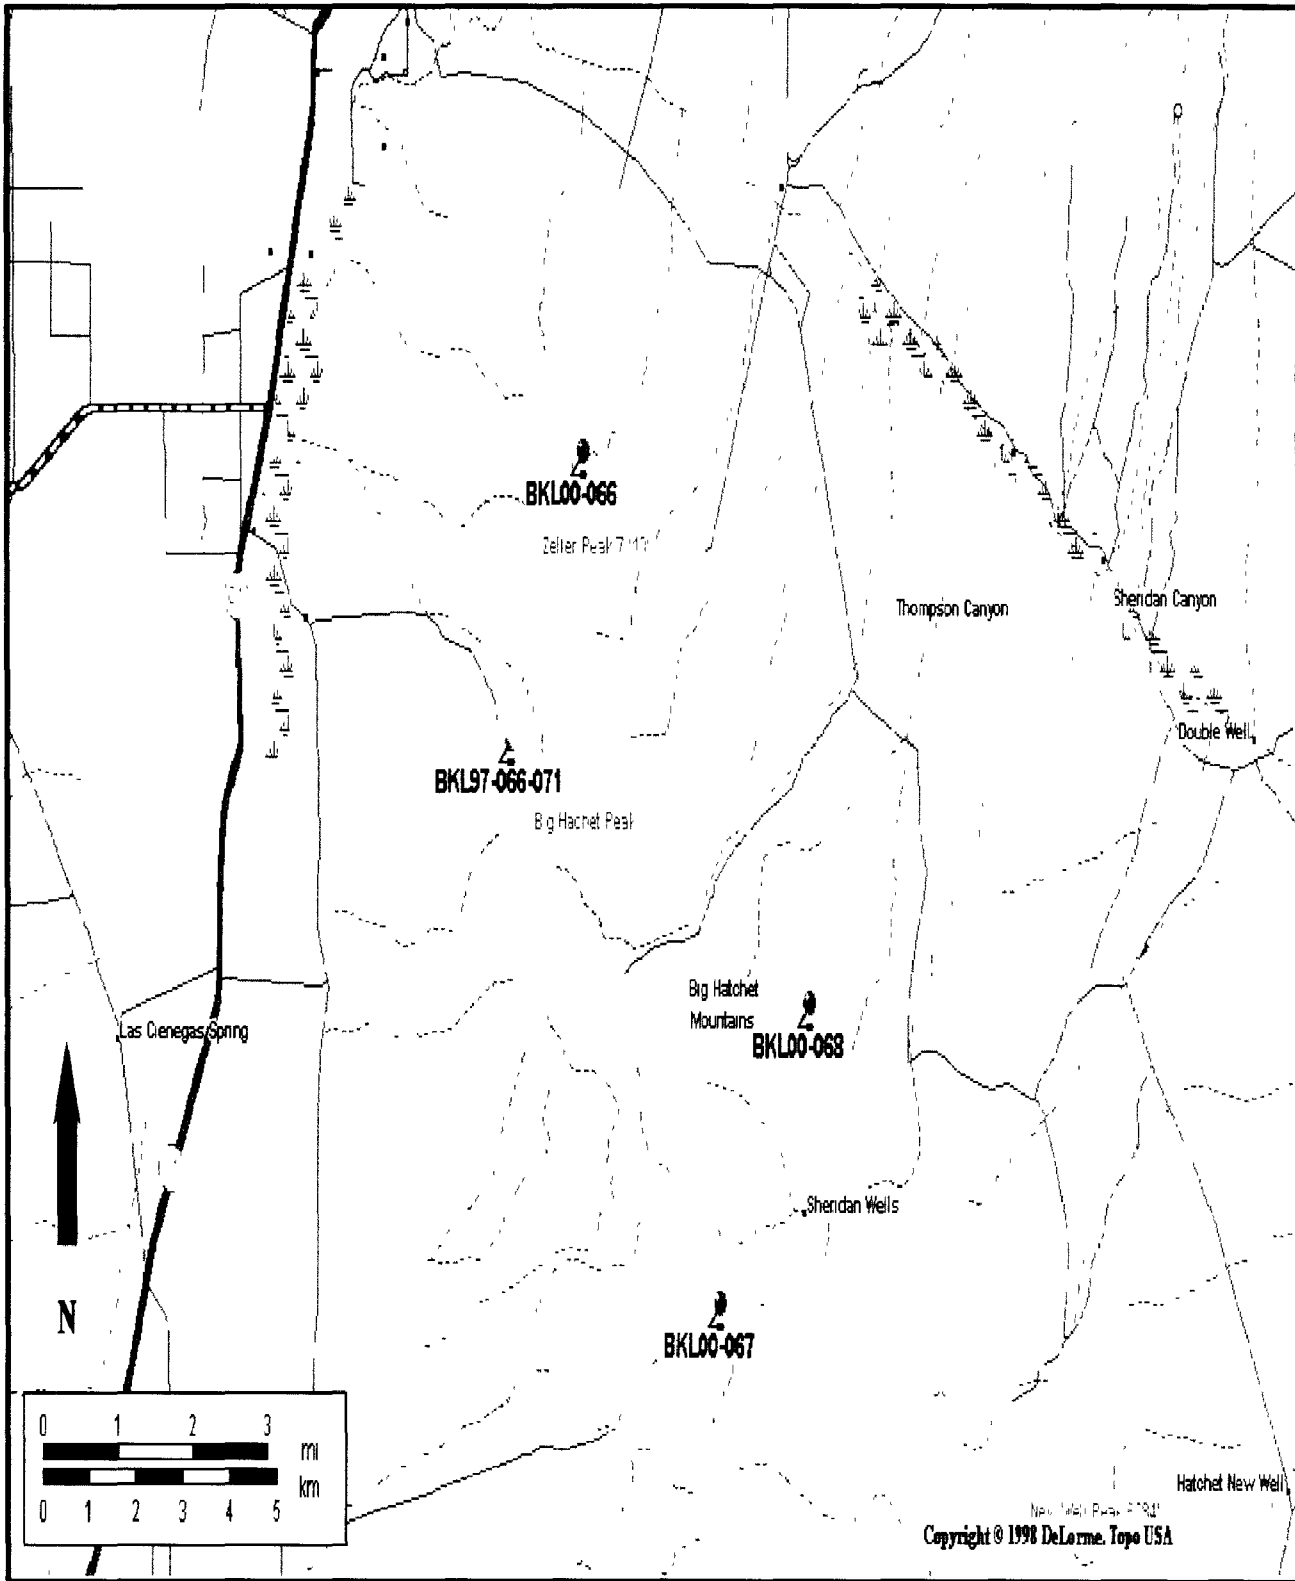 BKL00-066
Zeller Peak
Thompson Canyon
Sheridan Canyon
Double Well
BKL97-066-071
Big Hachet Peak
Big Hatchet
Mountains
BKL00-068
Las Cienegas Spring
Sheridan Wells
N
BKL00-067
0 1 2 3
mi
km
0 1 2 3 4 5
Hatchet New Well
Peak
Copyright © 1998 DeLorme. Topo USA